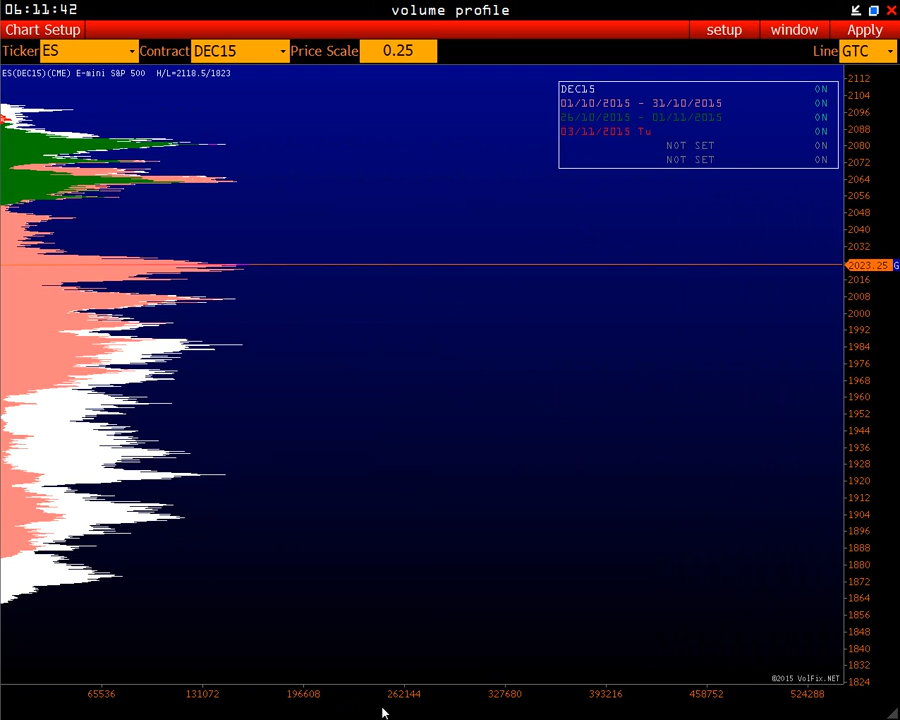 06:11:42 volume profile
Chart Setup setup window Apply
Ticker ES Contract DEC15 Price Scale 0.25 Line GTC
ES(DEC15)(CME) E-mini S&P 500 H/L=2118.5/1823
DEC15 ON
01/10/2015 - 31/10/2015 ON
26/10/2015 - 01/11/2015 ON
03/11/2015 Tu ON
NOT SET ON
NOT SET ON
2112
2104
2096
2088
2080
2072
2064
2056
2048
2040
2032
2023.25 G
2016
2008
2000
1992
1984
1976
1968
1960
1952
1944
1936
1928
1920
1912
1904
1896
1888
1880
1872
1864
1856
1848
1840
1832
1824
©2015 VolFix.NET
65536 131072 196608 262144 327680 393216 458752 524288